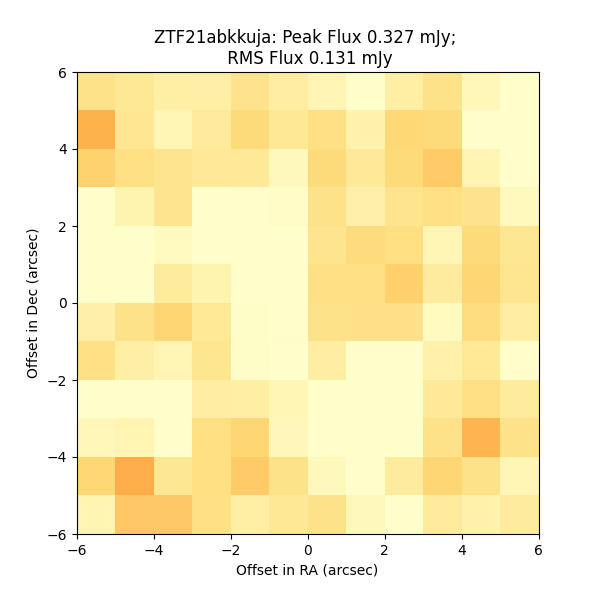 ZTF21abkkuja: Peak Flux 0.327 mJy;
RMS Flux 0.131 mJy
6
4
2
0
−2
−4
−6
Offset in Dec (arcsec)
−6 −4 −2 0 2 4 6
Offset in RA (arcsec)